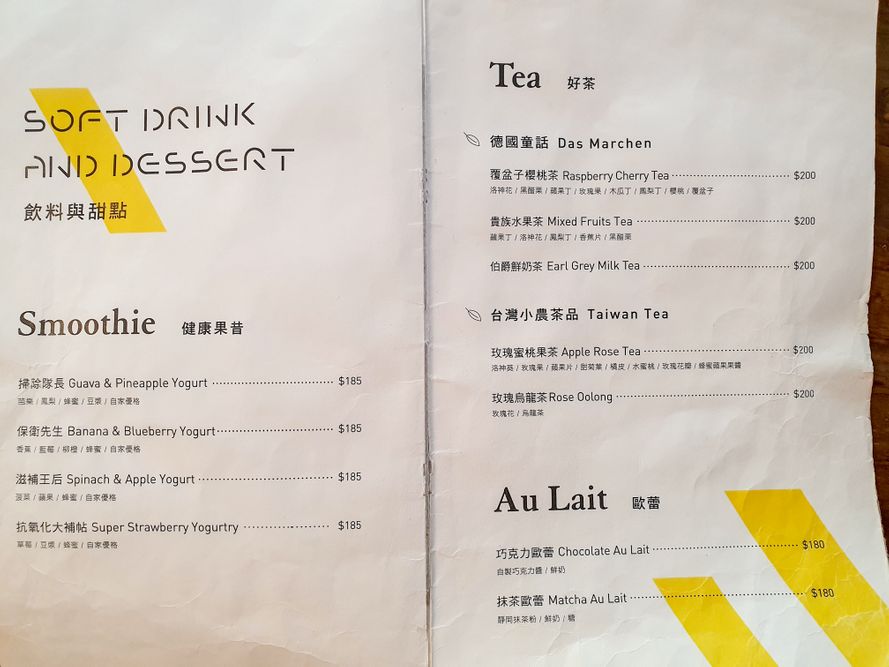 SOFT DRINK
AND DESSERT
飲料與甜點
Smoothie 健康果昔
掃除隊長 Guava & Pineapple Yogurt $185
芭樂 / 鳳梨 / 蜂蜜 / 豆漿 / 自家優格
保衛先生 Banana & Blueberry Yogurt $185
香蕉 / 藍莓 / 柳橙 / 蜂蜜 / 自家優格
滋補王后 Spinach & Apple Yogurt $185
菠菜 / 蘋果 / 蜂蜜 / 自家優格
抗氧化大補帖 Super Strawberry Yogurtry $185
草莓 / 豆漿 / 蜂蜜 / 自家優格
Tea 好茶
德國童話 Das Marchen
覆盆子櫻桃茶 Raspberry Cherry Tea $200
洛神花 / 黑醋栗 / 蘋果丁 / 玫瑰果 / 木瓜丁 / 鳳梨丁 / 櫻桃 / 覆盆子
貴族水果茶 Mixed Fruits Tea $200
蘋果丁 / 洛神花 / 鳳梨丁 / 香蕉片 / 黑醋栗
伯爵鮮奶茶 Earl Grey Milk Tea $200
台灣小農茶品 Taiwan Tea
玫瑰蜜桃果茶 Apple Rose Tea $200
洛神葵 / 玫瑰果 / 蘋果片 / 甜菊葉 / 橘皮 / 水蜜桃 / 玫瑰花瓣 / 蜂蜜蘋果果醬
玫瑰烏龍茶 Rose Oolong $200
玫瑰花 / 烏龍茶
Au Lait 歐蕾
巧克力歐蕾 Chocolate Au Lait $180
自製巧克力醬 / 鮮奶
抹茶歐蕾 Matcha Au Lait $180
靜岡抹茶粉 / 鮮奶 / 糖